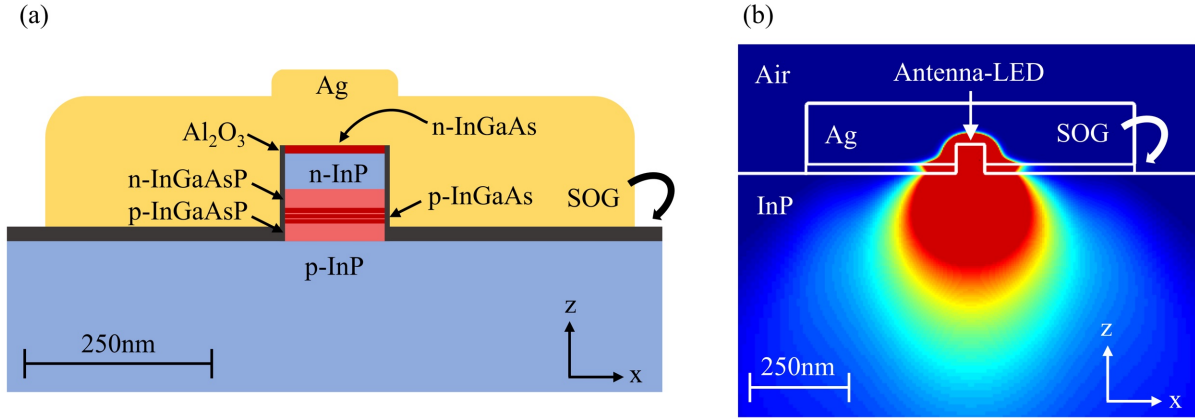 (a)
Ag
Al₂O₃
n-InGaAs
n-InP
n-InGaAsP
p-InGaAs
SOG
p-InGaAsP
p-InP
250nm
z
x
(b)
Air
Antenna-LED
Ag
SOG
InP
250nm
z
x